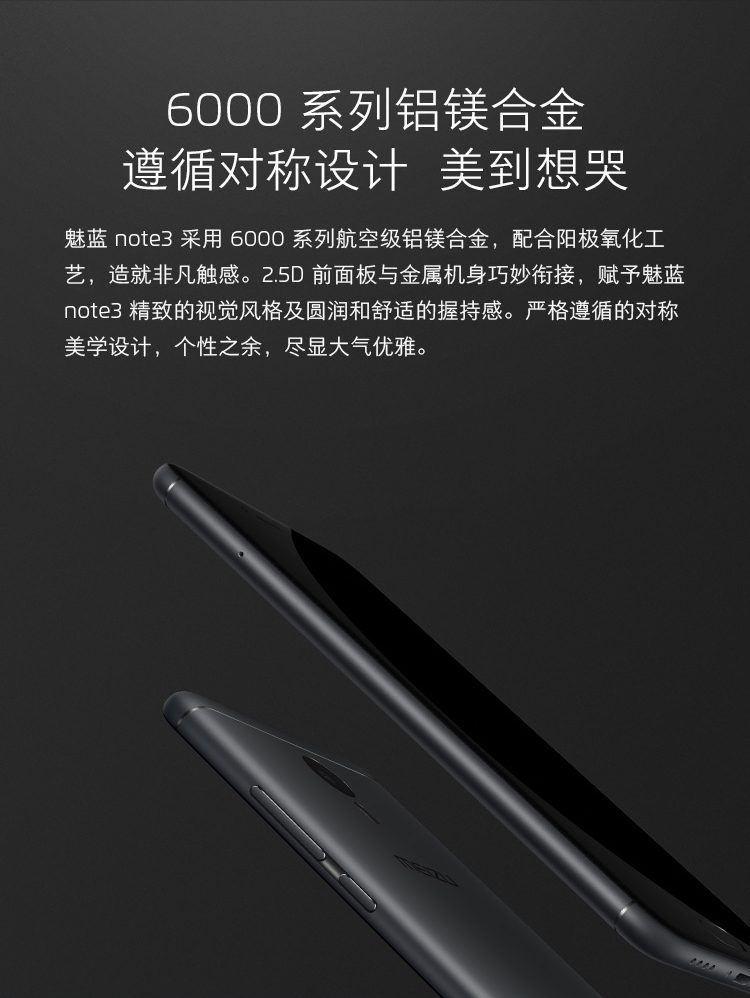 6000 系列铝镁合金
遵循对称设计 美到想哭
魅蓝 note3 采用 6000 系列航空级铝镁合金，配合阳极氧化工
艺，造就非凡触感。2.5D 前面板与金属机身巧妙衔接，赋予魅蓝
note3 精致的视觉风格及圆润和舒适的握持感。严格遵循的对称
美学设计，个性之余，尽显大气优雅。
MEIZU